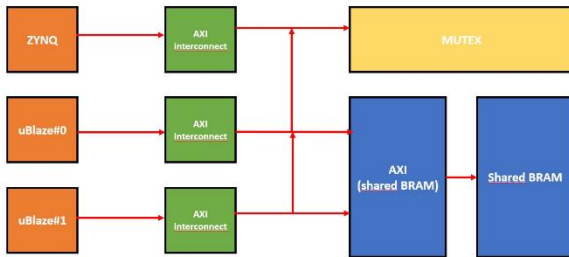 ZYNQ
AXI
Interconnect
MUTEX
uBlaze#0
AXI
Interconnect
AXI
(shared BRAM)
Shared BRAM
uBlaze#1
AXI
Interconnect